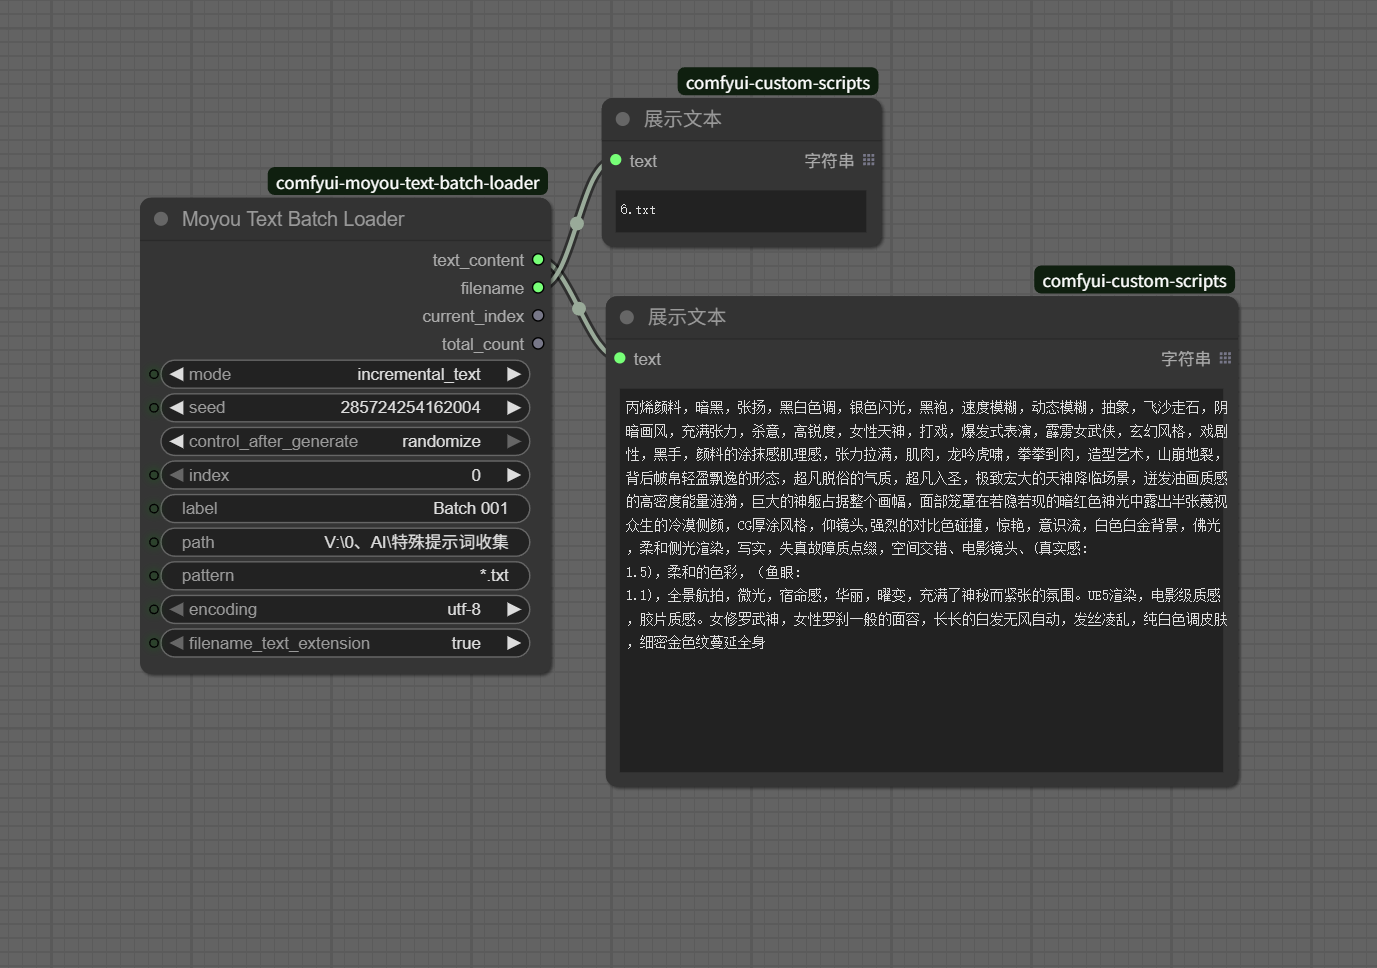 comfyui-custom-scripts
展示文本
text 字符串
6.txt
comfyui-moyou-text-batch-loader
Moyou Text Batch Loader
text_content
filename
current_index
total_count
mode incremental_text
seed 285724254162004
control_after_generate randomize
index 0
label Batch 001
path V:\0、AI\特殊提示词收集
pattern *.txt
encoding utf-8
filename_text_extension true
comfyui-custom-scripts
展示文本
text 字符串
丙烯颜料，暗黑，张扬，黑白色调，银色闪光，黑袍，速度模糊，动态模糊，抽象，飞沙走石，阴
暗画风，充满张力，杀意，高锐度，女性天神，打戏，爆发式表演，霹雳女武侠，玄幻风格，戏剧
性，黑手，颜料的涂抹感肌理感，张力拉满，肌肉，龙吟虎啸，拳拳到肉，造型艺术，山崩地裂，
背后帔帛轻盈飘逸的形态，超凡脱俗的气质，超凡入圣，极致宏大的天神降临场景，迸发油画质感
的高密度能量涟漪，巨大的神躯占据整个画幅，面部笼罩在若隐若现的暗红色神光中露出半张蔑视
众生的冷漠侧颜，CG厚涂风格，仰镜头,强烈的对比色碰撞，惊艳，意识流，白色白金背景，佛光
，柔和侧光渲染，写实，失真故障质点缀，空间交错、电影镜头、(真实感:
1.5)，柔和的色彩，（鱼眼:
1.1)，全景航拍，微光，宿命感，华丽，曜变，充满了神秘而紧张的氛围。UE5渲染，电影级质感
，胶片质感。女修罗武神，女性罗刹一般的面容，长长的白发无风自动，发丝凌乱，纯白色调皮肤
，细密金色纹蔓延全身